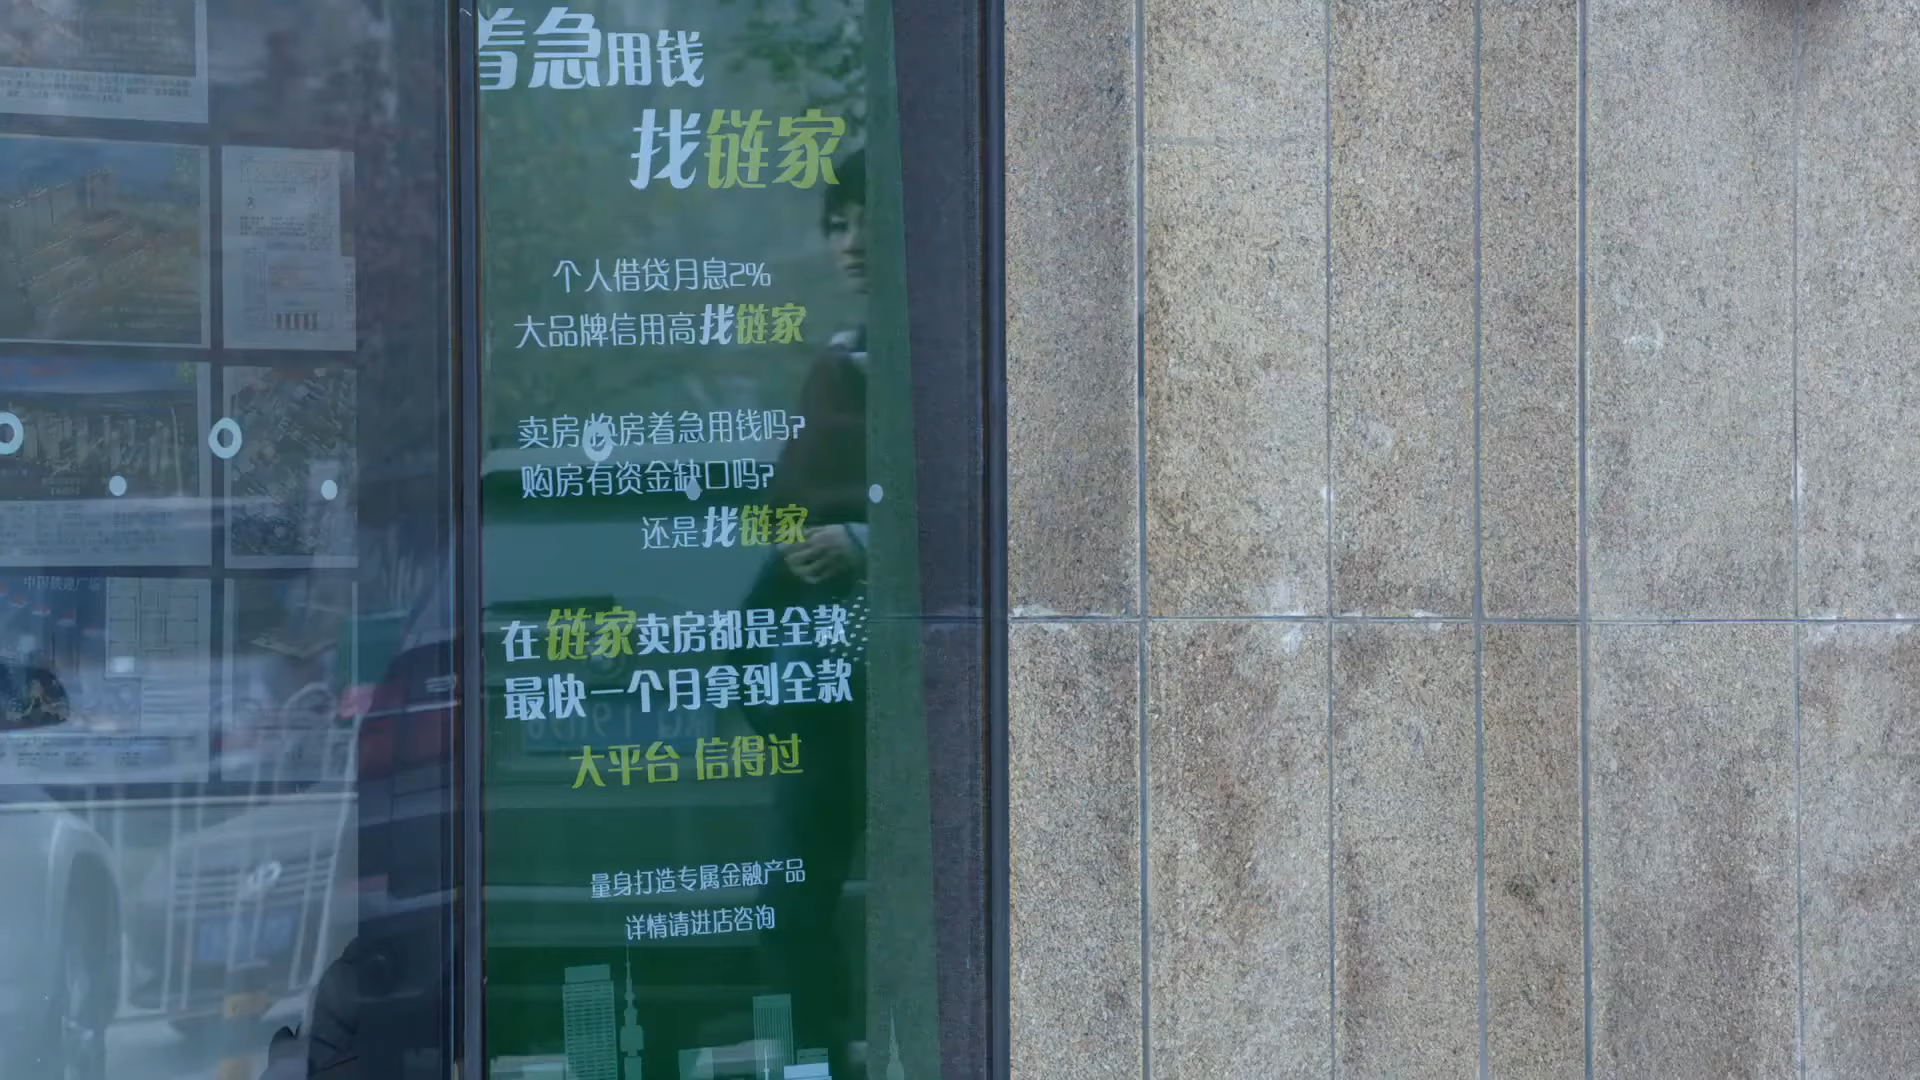 着急用钱
找链家
个人借贷月息2%
大品牌信用高找链家
卖房换房着急用钱吗?
购房有资金缺口吗?
还是找链家
在链家卖房都是全款
最快一个月拿到全款
大平台 信得过
量身打造专属金融产品
详情请进店咨询